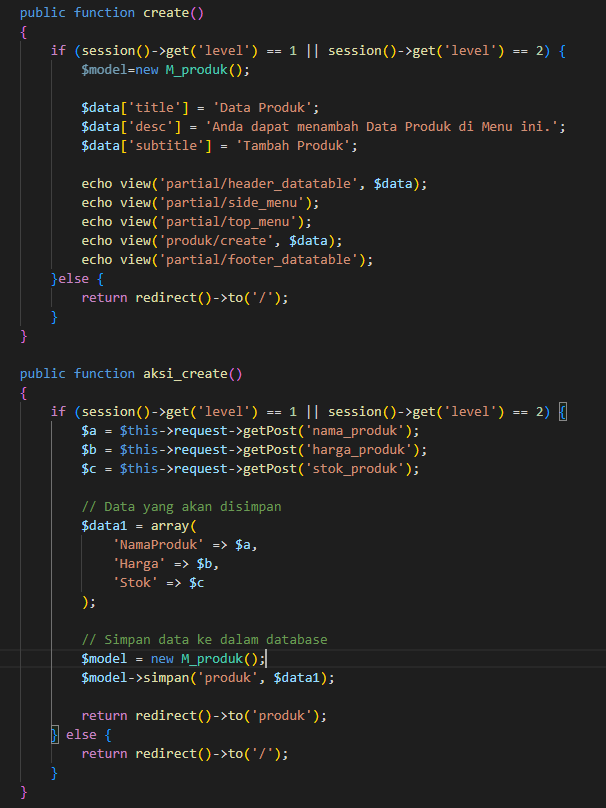 public function create()
{
    if (session()->get('level') == 1 || session()->get('level') == 2) {
        $model=new M_produk();

        $data['title'] = 'Data Produk';
        $data['desc'] = 'Anda dapat menambah Data Produk di Menu ini.';
        $data['subtitle'] = 'Tambah Produk';

        echo view('partial/header_datatable', $data);
        echo view('partial/side_menu');
        echo view('partial/top_menu');
        echo view('produk/create', $data);
        echo view('partial/footer_datatable');
    }else {
        return redirect()->to('/');
    }
}

public function aksi_create()
{
    if (session()->get('level') == 1 || session()->get('level') == 2) {
        $a = $this->request->getPost('nama_produk');
        $b = $this->request->getPost('harga_produk');
        $c = $this->request->getPost('stok_produk');

        // Data yang akan disimpan
        $data1 = array(
            'NamaProduk' => $a,
            'Harga' => $b,
            'Stok' => $c
        );

        // Simpan data ke dalam database
        $model = new M_produk();
        $model->simpan('produk', $data1);

        return redirect()->to('produk');
    } else {
        return redirect()->to('/');
    }
}